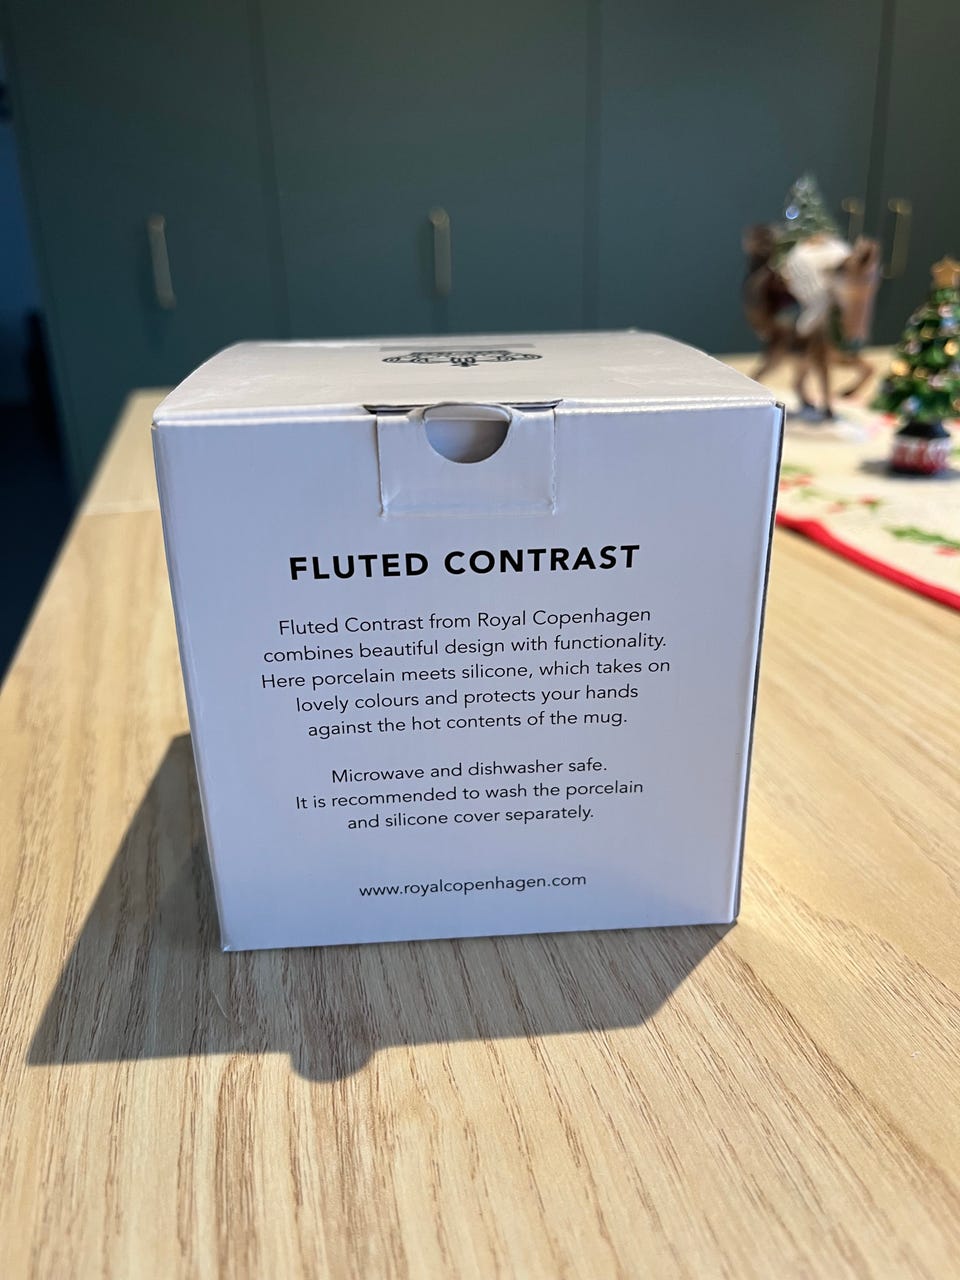 FLUTED CONTRAST
Fluted Contrast from Royal Copenhagen
combines beautiful design with functionality.
Here porcelain meets silicone, which takes on
lovely colours and protects your hands
against the hot contents of the mug.
Microwave and dishwasher safe.
It is recommended to wash the porcelain
and silicone cover separately.
www.royalcopenhagen.com